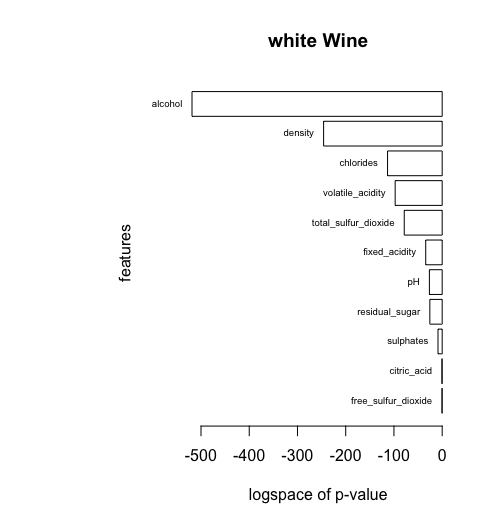 white Wine
alcohol
density
chlorides
volatile_acidity
total_sulfur_dioxide
fixed_acidity
pH
residual_sugar
sulphates
citric_acid
free_sulfur_dioxide
features
-500 -400 -300 -200 -100 0
logspace of p-value